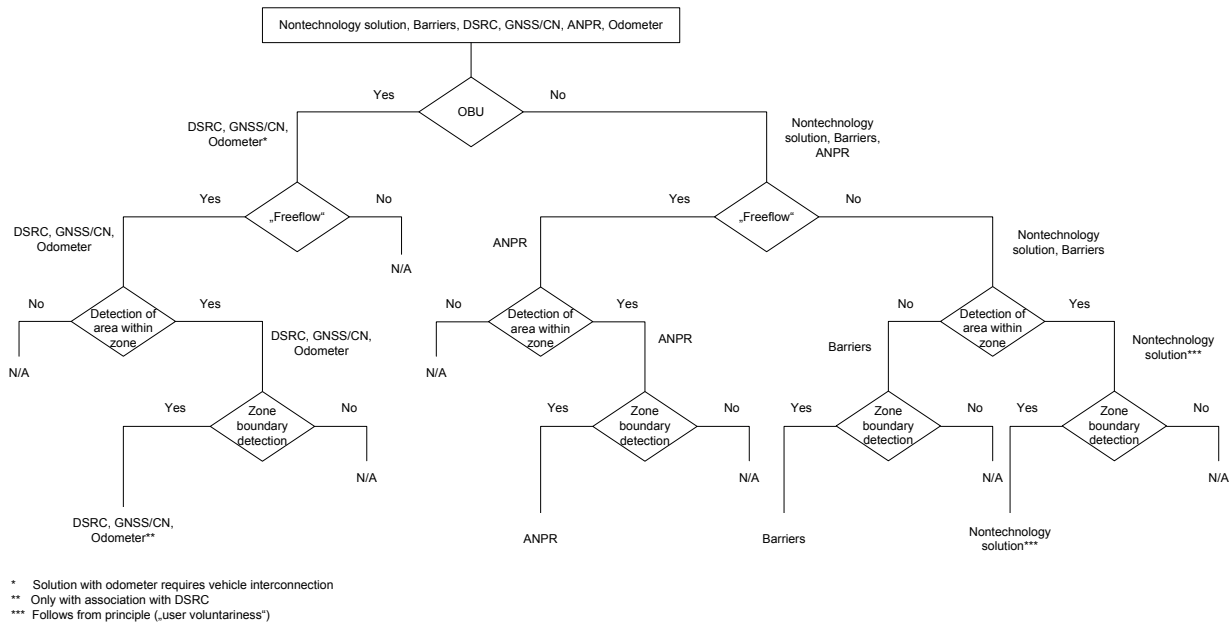 Nontechnology solution, Barriers, DSRC, GNSS/CN, ANPR, Odometer
Yes
OBU
No
DSRC, GNSS/CN,
Odometer*
Nontechnology
solution, Barriers,
ANPR
Yes
„Freeflow“
No
Yes
„Freeflow“
No
DSRC, GNSS/CN,
Odometer
N/A
ANPR
Nontechnology
solution, Barriers
No
Detection of
area within
zone
Yes
No
Detection of
area within
zone
Yes
No
Detection of
area within
zone
Yes
N/A
DSRC, GNSS/CN,
Odometer
N/A
ANPR
Barriers
Nontechnology
solution***
Yes
Zone
boundary
detection
No
Yes
Zone
boundary
detection
No
Yes
Zone
boundary
detection
No
Yes
Zone
boundary
detection
No
N/A
N/A
N/A
N/A
DSRC, GNSS/CN,
Odometer**
ANPR
Barriers
Nontechnology
solution***
* Solution with odometer requires vehicle interconnection
** Only with association with DSRC
*** Follows from principle („user voluntariness“)